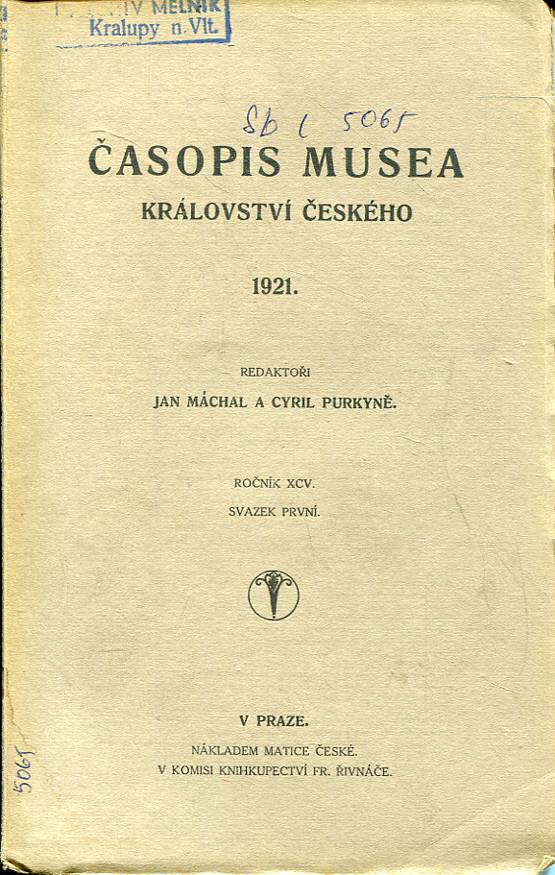 MĚLNÍK
Kralupy n. Vlt.
Sb I 5065
ČASOPIS MUSEA
KRÁLOVSTVÍ ČESKÉHO
1921.
REDAKTOŘI
JAN MÁCHAL A CYRIL PURKYNĚ.
ROČNÍK XCV.
SVAZEK PRVNÍ.
V PRAZE.
NÁKLADEM MATICE ČESKÉ.
V KOMISI KNIHKUPECTVÍ FR. ŘIVNÁČE.
5065